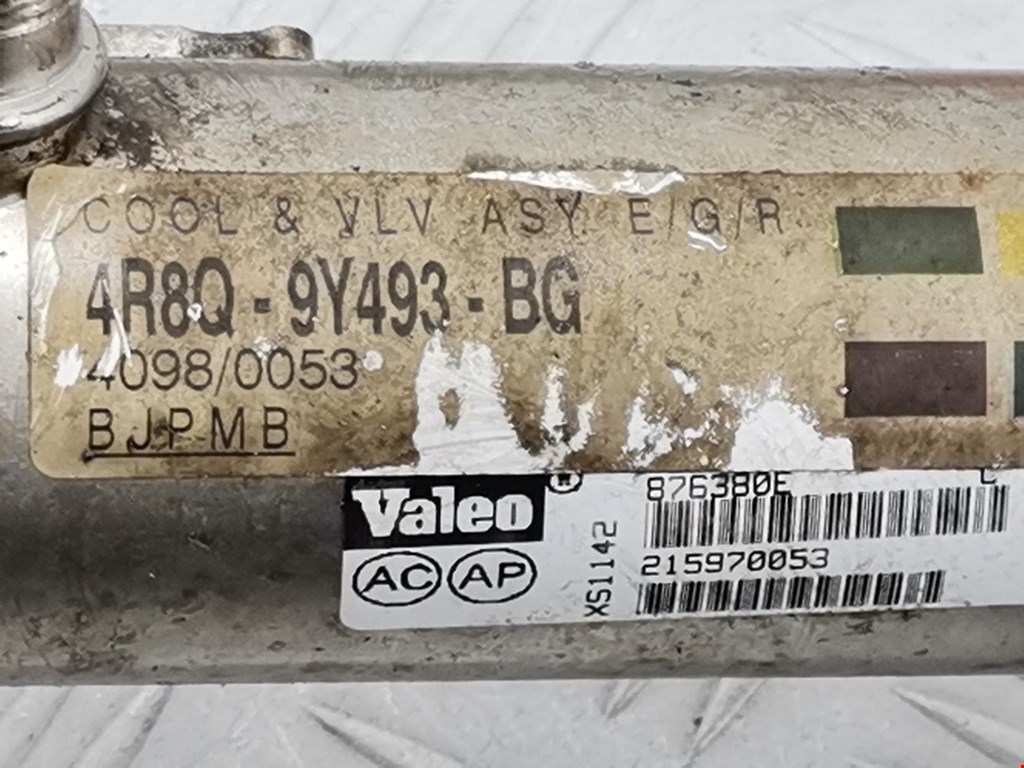 COOL & VLV ASY E/G/R
4R8Q-9Y493-BG
4098/0053
BJPMB
Valeo®
AC AP
XS1142
876380E L
215970053